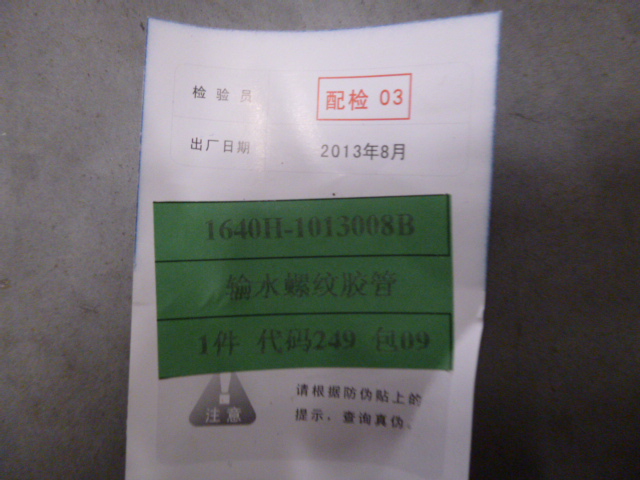 检验员 配检 03
出厂日期 2013年8月
1640H-1013008B
输水螺纹胶管
1件 代码249 包09
注意
请根据防伪贴上的
提示，查询真伪。